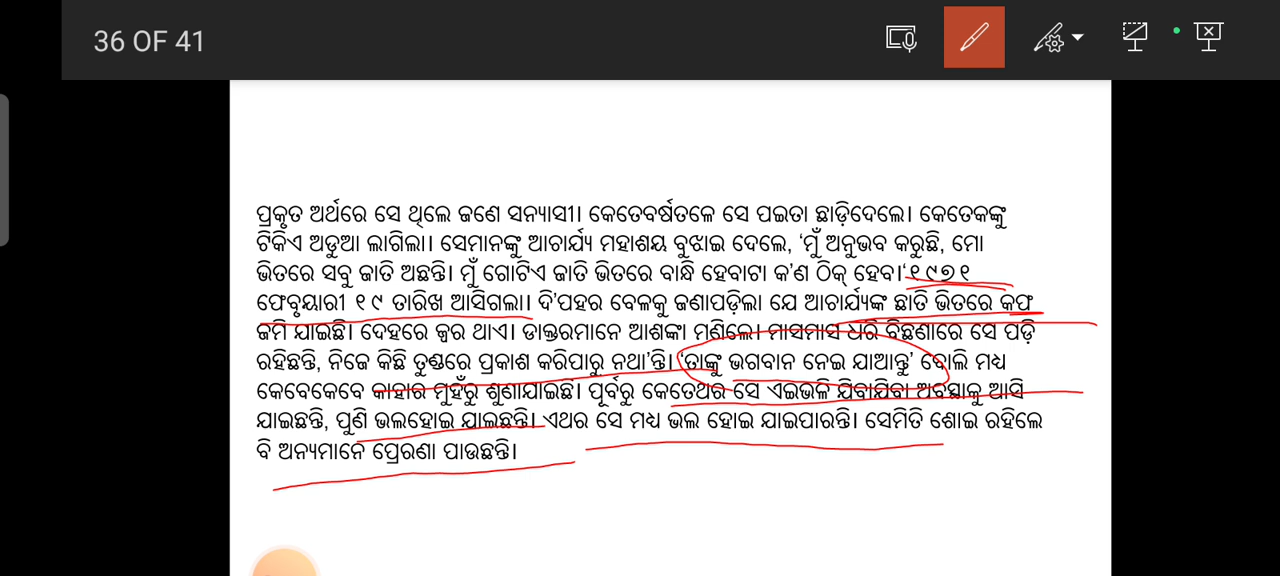 36 OF 41
ପ୍ରକୃତ ଅର୍ଥରେ ସେ ଥିଲେ ଜଣେ ସନ୍ୟାସୀ। କେତେବର୍ଷତଳେ ସେ ପଇତା ଛାଡ଼ିଦେଲେ। କେତେକଙ୍କୁ
ଟିକିଏ ଅଡୁଆ ଲାଗିଲା। ସେମାନଙ୍କୁ ଆଚାର୍ଯ୍ୟ ମହାଶୟ ବୁଝାଇ ଦେଲେ, ‘ମୁଁ ଅନୁଭବ କରୁଛି, ମୋ
ଭିତରେ ସବୁ ଜାତି ଅଛନ୍ତି। ମୁଁ ଗୋଟିଏ ଜାତି ଭିତରେ ବାନ୍ଧି ହେବାଟା କ’ଣ ଠିକ୍ ହେବ।‘୧୯୭୧
ଫେବୃୟାରୀ ୧୯ ତାରିଖ ଆସିଗଲା। ଦି’ପହର ବେଳକୁ ଜଣାପଡ଼ିଲା ଯେ ଆଚାର୍ଯ୍ୟଙ୍କ ଛାତି ଭିତରେ କଫ
ଜମି ଯାଇଛି। ଦେହରେ ଜ୍ୱର ଥାଏ। ଡାକ୍ତରମାନେ ଆଶଙ୍କା ମଣିଲେ। ମାସମାସ ଧରି ବିଛଣାରେ ସେ ପଡ଼ି
ରହିଛନ୍ତି, ନିଜେ କିଛି ତୁଣ୍ଡରେ ପ୍ରକାଶ କରିପାରୁ ନଥା’ନ୍ତି। ‘ତାଙ୍କୁ ଭଗବାନ ନେଇ ଯାଆନ୍ତୁ’ ବୋଲି ମଧ୍ୟ
କେବେକେବେ କାହାର ମୁହଁରୁ ଶୁଣାଯାଇଛି। ପୂର୍ବରୁ କେତେଥର ସେ ଏଇଭଳି ଯିବାଯିବା ଅବସ୍ଥାକୁ ଆସି
ଯାଇଛନ୍ତି, ପୁଣି ଭଲହୋଇ ଯାଇଛନ୍ତି। ଏଥର ସେ ମଧ୍ୟ ଭଲ ହୋଇ ଯାଇପାରନ୍ତି। ସେମିତି ଶୋଇ ରହିଲେ
ବି ଅନ୍ୟମାନେ ପ୍ରେରଣା ପାଉଛନ୍ତି।